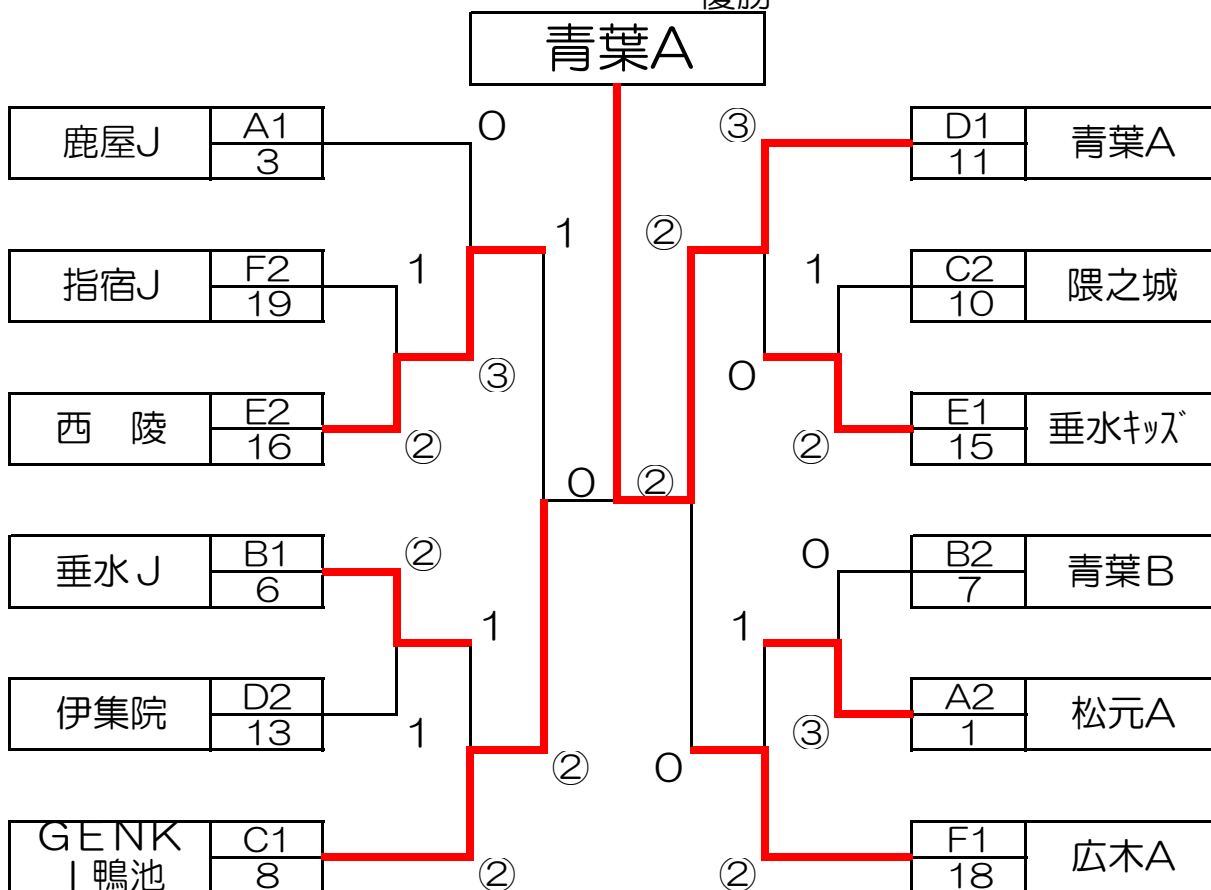 優勝
青葉A
鹿屋J A1 3 0 ③ D1 11 青葉A
1 ②
指宿J F2 19 1 1 C2 10 隈之城
③ 0
西 陵 E2 16 ② ② E1 15 垂水キッズ
0 ②
垂水J B1 6 ② 0 B2 7 青葉B
1 1
伊集院 D2 13 1 ③ A2 1 松元A
② 0
GENK
I鴨池 C1 8 ② ② F1 18 広木A